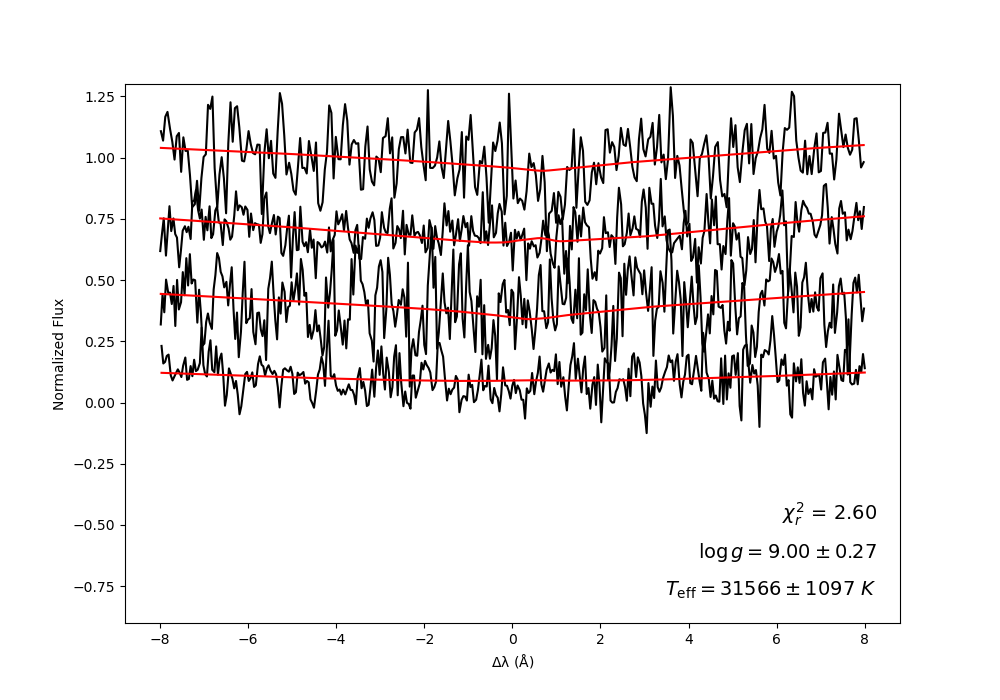 1.25
1.00
0.75
0.50
0.25
0.00
−0.25
−0.50
−0.75
Normalized Flux
χ²ᵣ = 2.60
log g = 9.00 ± 0.27
T_eff = 31566 ± 1097 K
−8 −6 −4 −2 0 2 4 6 8
Δλ (Å)